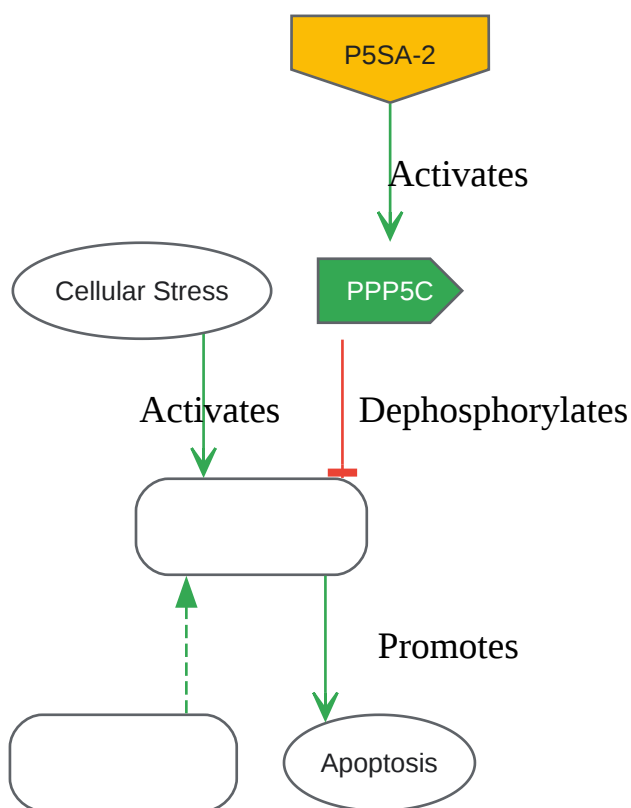 P5SA-2
Activates
Cellular Stress
PPP5C
Activates
Dephosphorylates
Promotes
Apoptosis